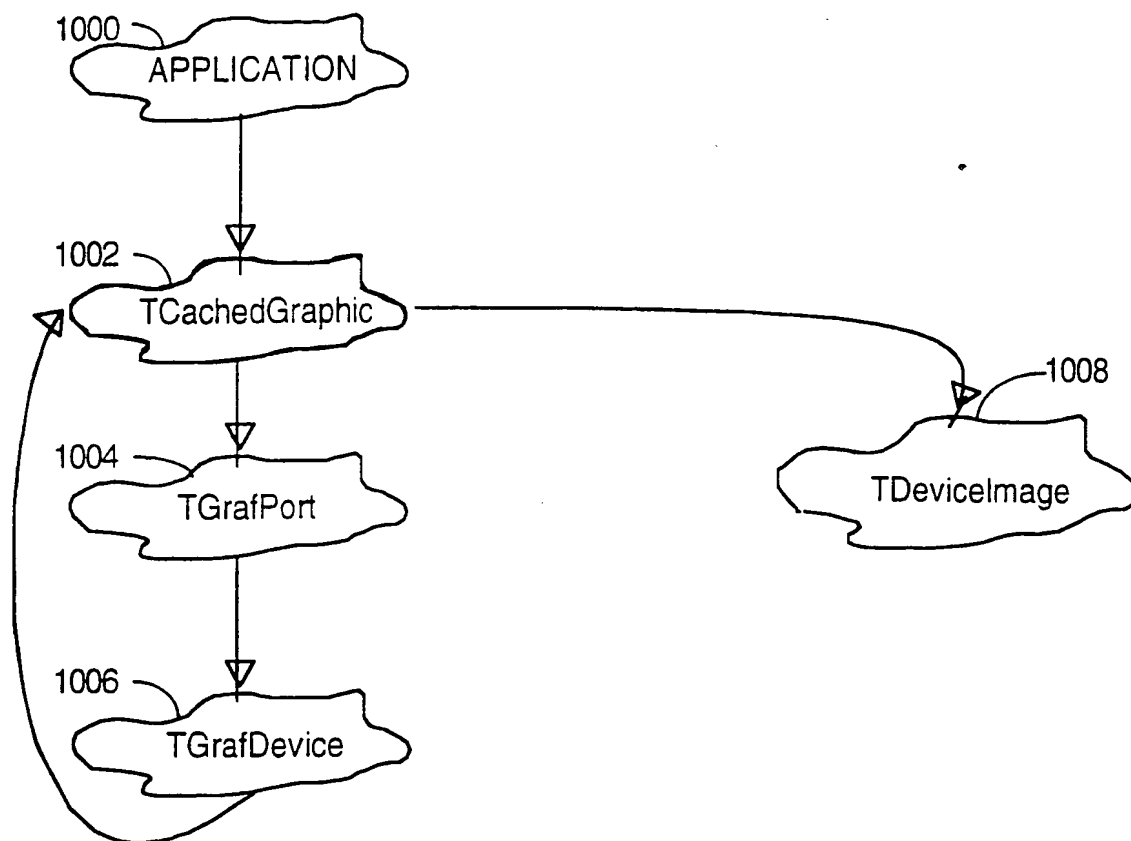 1000
APPLICATION
1002
TCachedGraphic
1008
1004
TGrafPort
TDeviceImage
1006
TGrafDevice